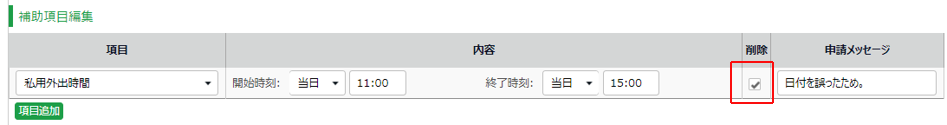 補助項目編集
項目 内容 削除 申請メッセージ
私用外出時間 開始時刻: 当日 11:00 終了時刻: 当日 15:00 日付を誤ったため。
項目追加